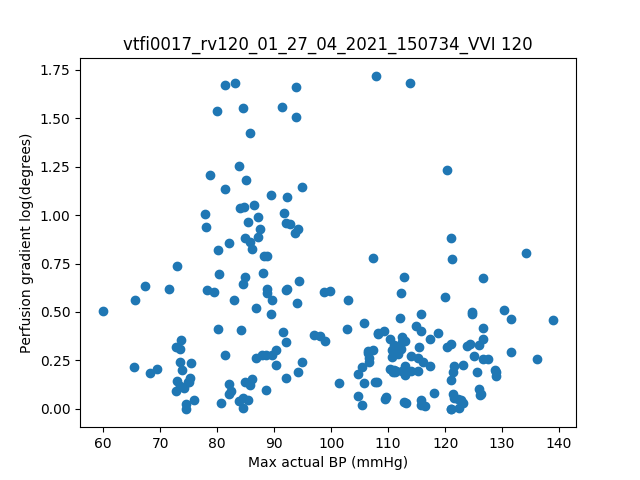 vtfi0017_rv120_01_27_04_2021_150734_VVI 120
1.75
1.50
1.25
1.00
0.75
0.50
0.25
0.00
Perfusion gradient log(degrees)
60 70 80 90 100 110 120 130 140
Max actual BP (mmHg)